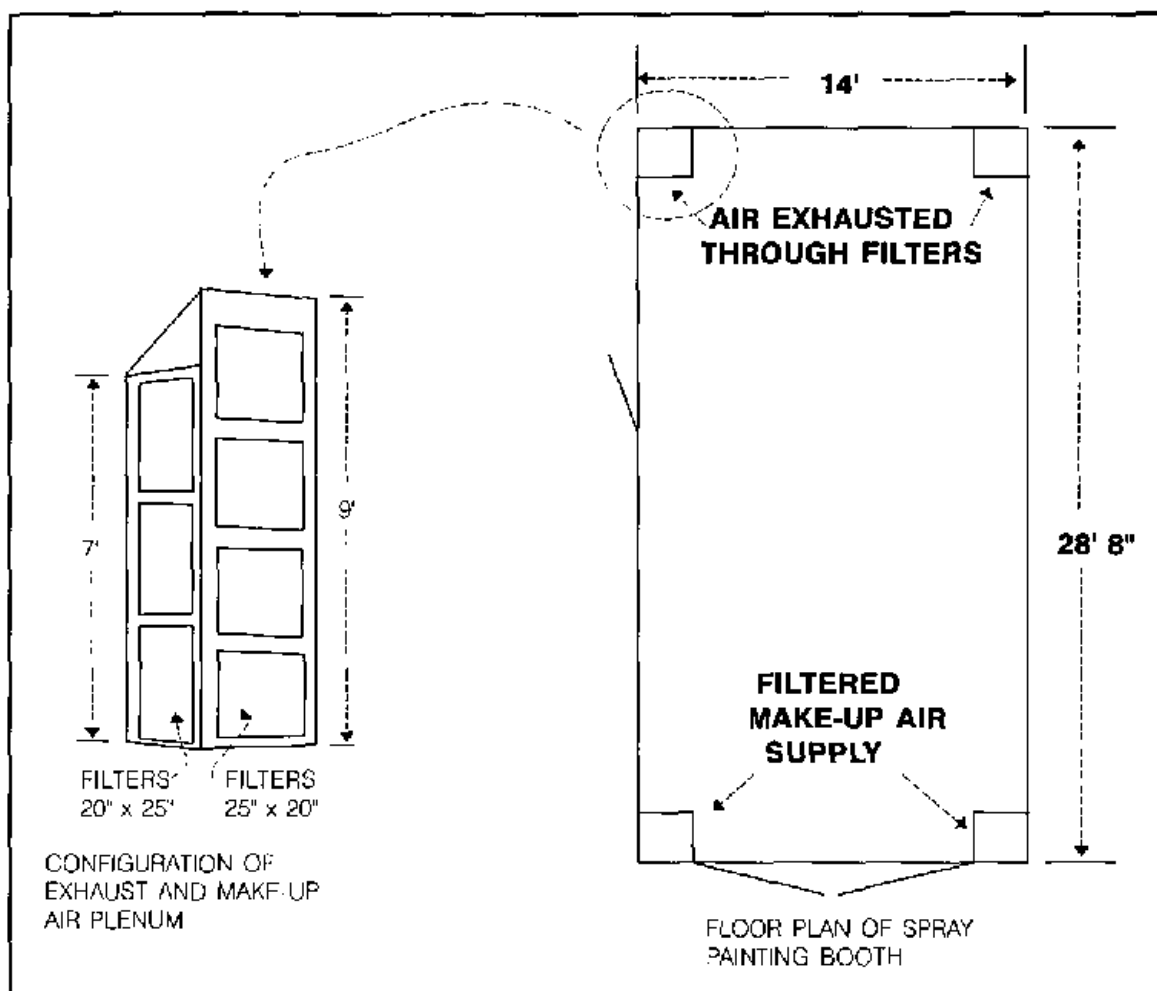 14'
AIR EXHAUSTED
THROUGH FILTERS
7'
9'
28' 8"
FILTERS
20" x 25"
FILTERS
25" x 20"
FILTERED
MAKE-UP AIR
SUPPLY
CONFIGURATION OF
EXHAUST AND MAKE-UP
AIR PLENUM
FLOOR PLAN OF SPRAY
PAINTING BOOTH